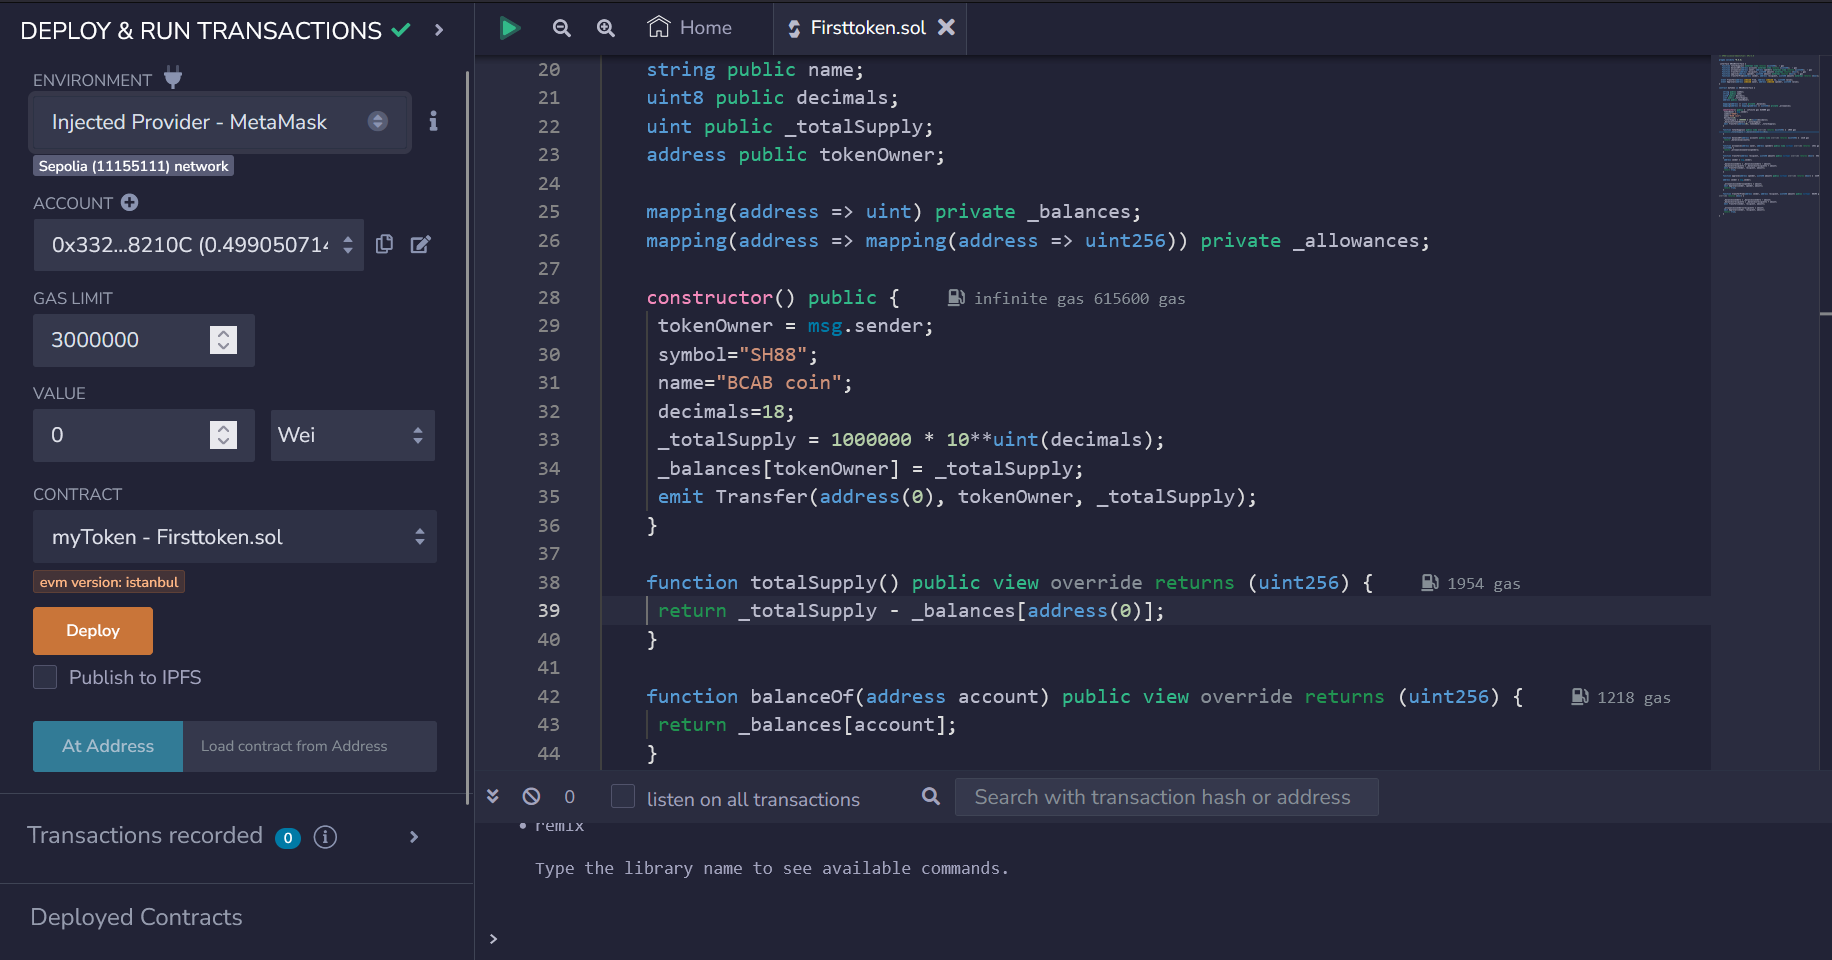 DEPLOY & RUN TRANSACTIONS
ENVIRONMENT
Injected Provider - MetaMask
Sepolia (11155111) network
ACCOUNT
0x332...8210C (0.499050714
GAS LIMIT
3000000
VALUE
0
Wei
CONTRACT
myToken - Firsttoken.sol
evm version: istanbul
Deploy
Publish to IPFS
At Address
Load contract from Address
Transactions recorded 0
Deployed Contracts
Home
Firsttoken.sol
20 string public name;
21 uint8 public decimals;
22 uint public _totalSupply;
23 address public tokenOwner;
24
25 mapping(address => uint) private _balances;
26 mapping(address => mapping(address => uint256)) private _allowances;
27
28 constructor() public { infinite gas 615600 gas
29 tokenOwner = msg.sender;
30 symbol="SH88";
31 name="BCAB coin";
32 decimals=18;
33 _totalSupply = 1000000 * 10**uint(decimals);
34 _balances[tokenOwner] = _totalSupply;
35 emit Transfer(address(0), tokenOwner, _totalSupply);
36 }
37
38 function totalSupply() public view override returns (uint256) { 1954 gas
39 return _totalSupply - _balances[address(0)];
40 }
41
42 function balanceOf(address account) public view override returns (uint256) { 1218 gas
43 return _balances[account];
44 }
0
listen on all transactions
Search with transaction hash or address
• remix
Type the library name to see available commands.
>